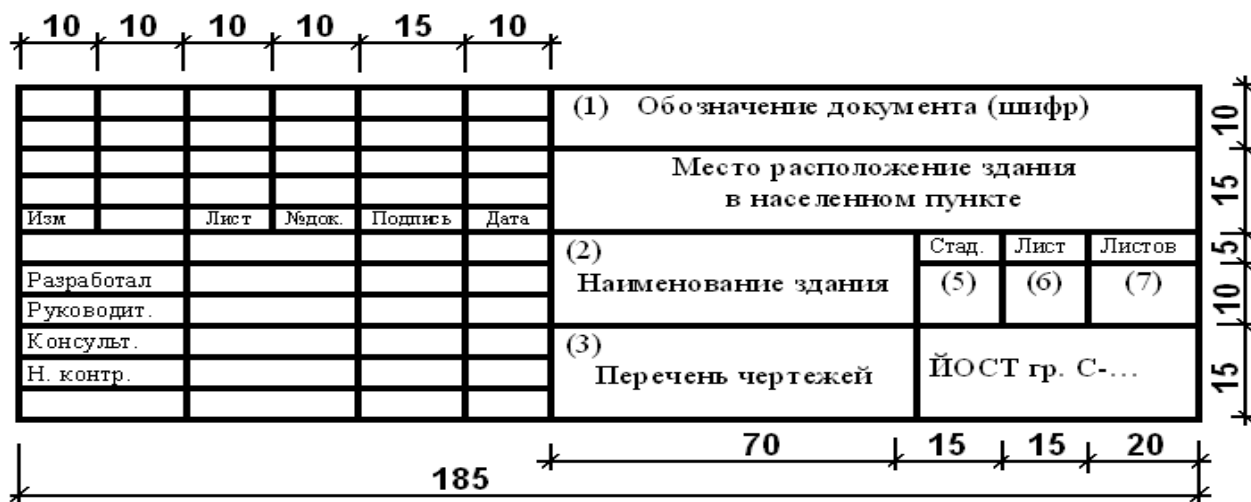 10 10 10 10 15 10
(1) Обозначение документа (шифр)
10
Место расположение здания
в населенном пункте
15
Изм Лист №док. Подпись Дата
(2)
Наименование здания
Стад. Лист Листов
5
(5) (6) (7)
10
Разработал
Руководит.
Консульт.
Н. контр.
(3)
Перечень чертежей
ЙОСТ гр. С-...
15
70 15 15 20
185